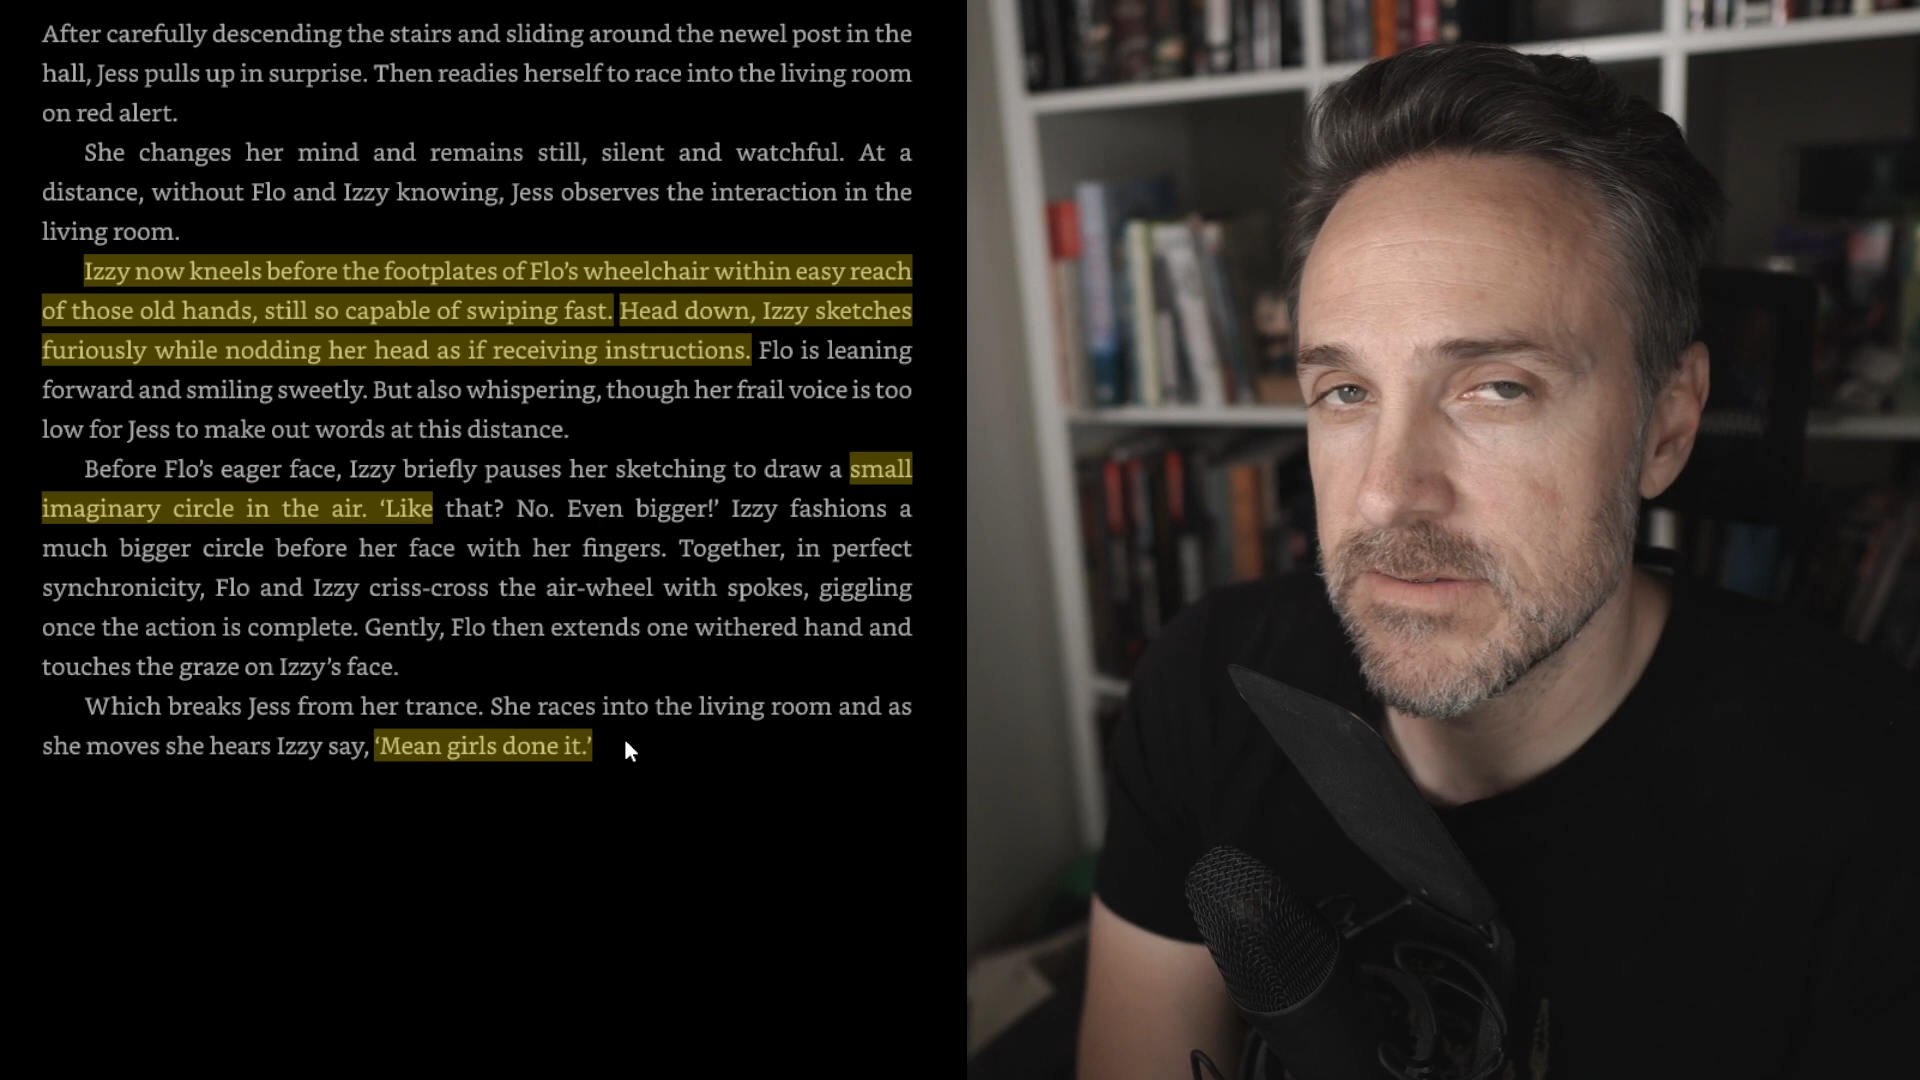 After carefully descending the stairs and sliding around the newel post in the
hall, Jess pulls up in surprise. Then readies herself to race into the living room
on red alert.
She changes her mind and remains still, silent and watchful. At a
distance, without Flo and Izzy knowing, Jess observes the interaction in the
living room.
Izzy now kneels before the footplates of Flo’s wheelchair within easy reach
of those old hands, still so capable of swiping fast. Head down, Izzy sketches
furiously while nodding her head as if receiving instructions. Flo is leaning
forward and smiling sweetly. But also whispering, though her frail voice is too
low for Jess to make out words at this distance.
Before Flo’s eager face, Izzy briefly pauses her sketching to draw a small
imaginary circle in the air. ‘Like that? No. Even bigger!’ Izzy fashions a
much bigger circle before her face with her fingers. Together, in perfect
synchronicity, Flo and Izzy criss-cross the air-wheel with spokes, giggling
once the action is complete. Gently, Flo then extends one withered hand and
touches the graze on Izzy’s face.
Which breaks Jess from her trance. She races into the living room and as
she moves she hears Izzy say, ‘Mean girls done it.’